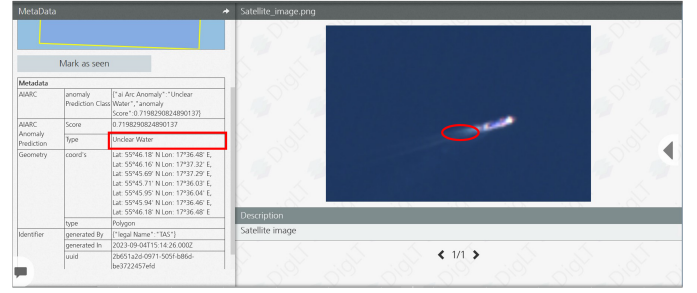 MetaData
Satellite_image.png
Mark as seen
Metadata
AIARC anomaly Prediction Class {"ai Arc Anomaly":"Unclear
Water","anomaly
Score":0.7198290824890137}
AIARC Anomaly Prediction Score 0.7198290824890137
Type Unclear Water
Geometry coord's Lat: 55°46.18' N Lon: 17°36.48' E,
Lat: 55°46.16' N Lon: 17°37.32' E,
Lat: 55°45.69' N Lon: 17°37.29' E,
Lat: 55°45.71' N Lon: 17°36.03' E,
Lat: 55°45.95' N Lon: 17°36.04' E,
Lat: 55°45.94' N Lon: 17°36.46' E,
Lat: 55°46.18' N Lon: 17°36.48' E
type Polygon
Identifier generated By {"legal Name":"TAS"}
generated In 2023-09-04T15:14:26.000Z
uuid 2b651a2d-0971-505f-b86d-
be3722457efd
Description
Satellite image
1/1
DigLT